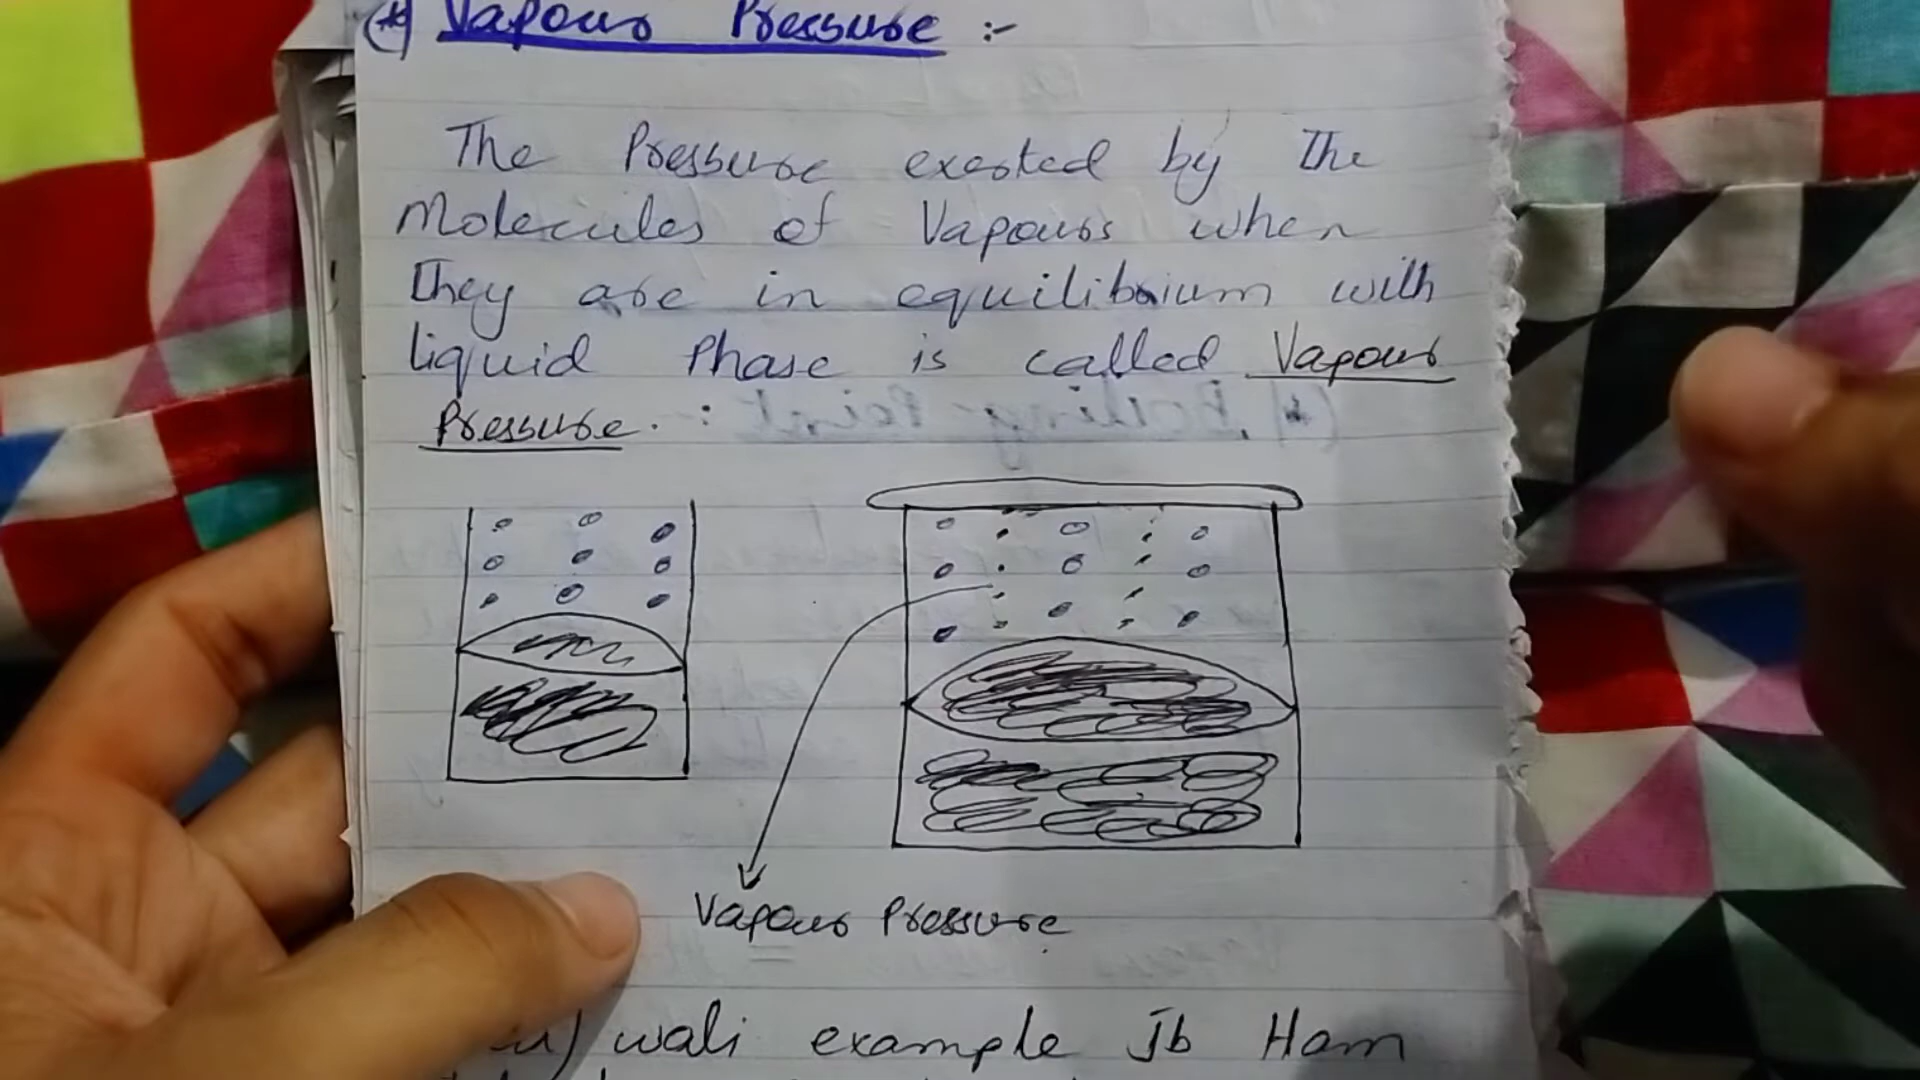 (*) Vapour Pressure :-
The Pressure exerted by the
Molecules of Vapours when
They are in equilibrium with
liquid Phase is called Vapour
Pressure.
Vapour Pressure
wali example Jb Ham